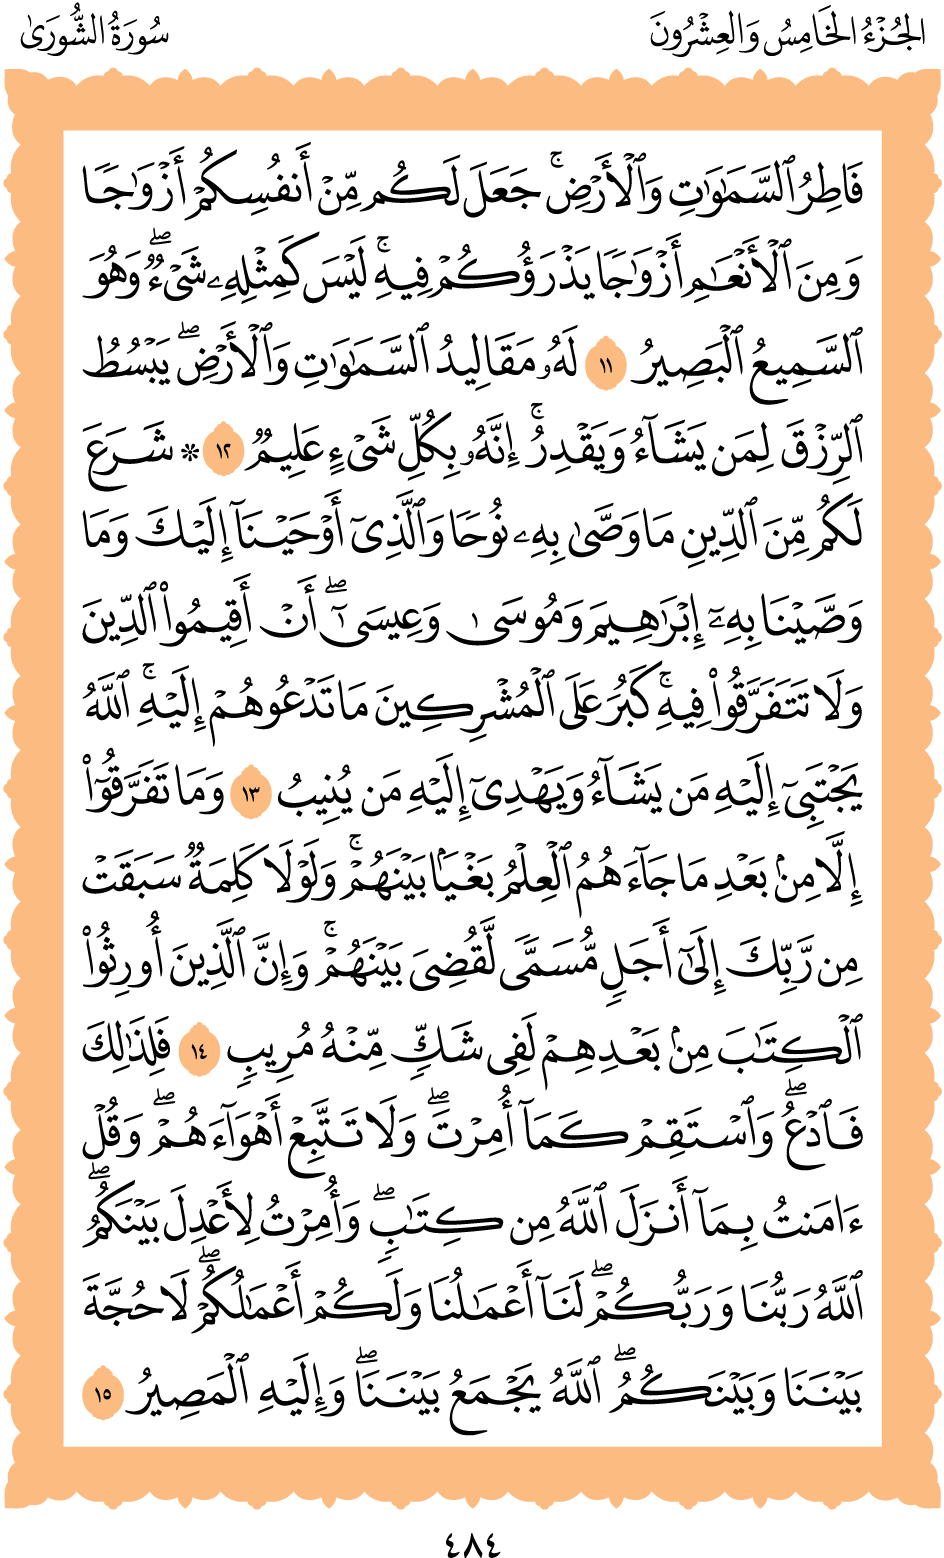 الجُزْءُ الخَامِسُ وَالعِشْرُونَ
سُورَةُ الشُّورَىٰ
فَاطِرُ ٱلسَّمَٰوَٰتِ وَٱلْأَرْضِۚ جَعَلَ لَكُم مِّنْ أَنفُسِكُمْ أَزْوَٰجًا
وَمِنَ ٱلْأَنْعَٰمِ أَزْوَٰجًا يَذْرَؤُكُمْ فِيهِۚ لَيْسَ كَمِثْلِهِۦ شَىْءٌۖ وَهُوَ
ٱلسَّمِيعُ ٱلْبَصِيرُ ١١ لَهُۥ مَقَالِيدُ ٱلسَّمَٰوَٰتِ وَٱلْأَرْضِۖ يَبْسُطُ
ٱلرِّزْقَ لِمَن يَشَآءُ وَيَقْدِرُۚ إِنَّهُۥ بِكُلِّ شَىْءٍ عَلِيمٌ ١٢ * شَرَعَ
لَكُم مِّنَ ٱلدِّينِ مَا وَصَّىٰ بِهِۦ نُوحًا وَٱلَّذِىٓ أَوْحَيْنَآ إِلَيْكَ وَمَا
وَصَّيْنَا بِهِۦٓ إِبْرَٰهِيمَ وَمُوسَىٰ وَعِيسَىٰٓۖ أَنْ أَقِيمُوا۟ ٱلدِّينَ
وَلَا تَتَفَرَّقُوا۟ فِيهِۚ كَبُرَ عَلَى ٱلْمُشْرِكِينَ مَا تَدْعُوهُمْ إِلَيْهِۚ ٱللَّهُ
يَجْتَبِىٓ إِلَيْهِ مَن يَشَآءُ وَيَهْدِىٓ إِلَيْهِ مَن يُنِيبُ ١٣ وَمَا تَفَرَّقُوٓا۟
إِلَّا مِنۢ بَعْدِ مَا جَآءَهُمُ ٱلْعِلْمُ بَغْيًۢا بَيْنَهُمْۚ وَلَوْلَا كَلِمَةٌ سَبَقَتْ
مِن رَّبِّكَ إِلَىٰٓ أَجَلٍ مُّسَمًّى لَّقُضِىَ بَيْنَهُمْۚ وَإِنَّ ٱلَّذِينَ أُورِثُوا۟
ٱلْكِتَٰبَ مِنۢ بَعْدِهِمْ لَفِى شَكٍّ مِّنْهُ مُرِيبٍ ١٤ فَلِذَٰلِكَ
فَٱدْعُۖ وَٱسْتَقِمْ كَمَآ أُمِرْتَۖ وَلَا تَتَّبِعْ أَهْوَآءَهُمْۖ وَقُلْ
ءَامَنتُ بِمَآ أَنزَلَ ٱللَّهُ مِن كِتَٰبٍۖ وَأُمِرْتُ لِأَعْدِلَ بَيْنَكُمُۖ
ٱللَّهُ رَبُّنَا وَرَبُّكُمْۖ لَنَآ أَعْمَٰلُنَا وَلَكُمْ أَعْمَٰلُكُمْۖ لَا حُجَّةَ
بَيْنَنَا وَبَيْنَكُمُۖ ٱللَّهُ يَجْمَعُ بَيْنَنَاۖ وَإِلَيْهِ ٱلْمَصِيرُ ١٥
٤٨٤